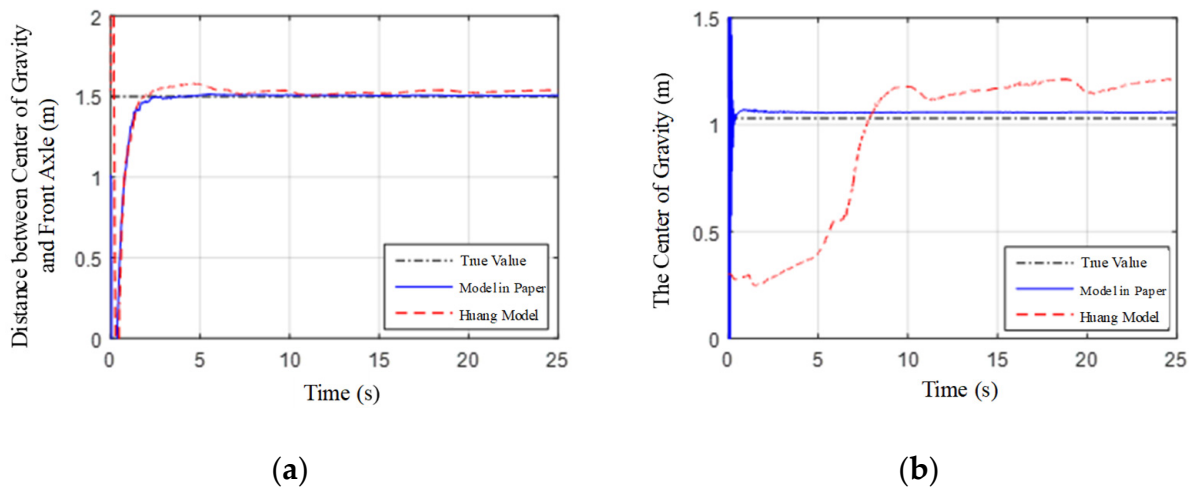 (a)
Distance between Center of Gravity
and Front Axle (m)
2
1.5
1
0.5
0
0 5 10 15 20 25
Time (s)
True Value
Model in Paper
Huang Model
(b)
The Center of Gravity (m)
1.5
1
0.5
0
0 5 10 15 20 25
Time (s)
True Value
Model in Paper
Huang Model
(a)
(b)